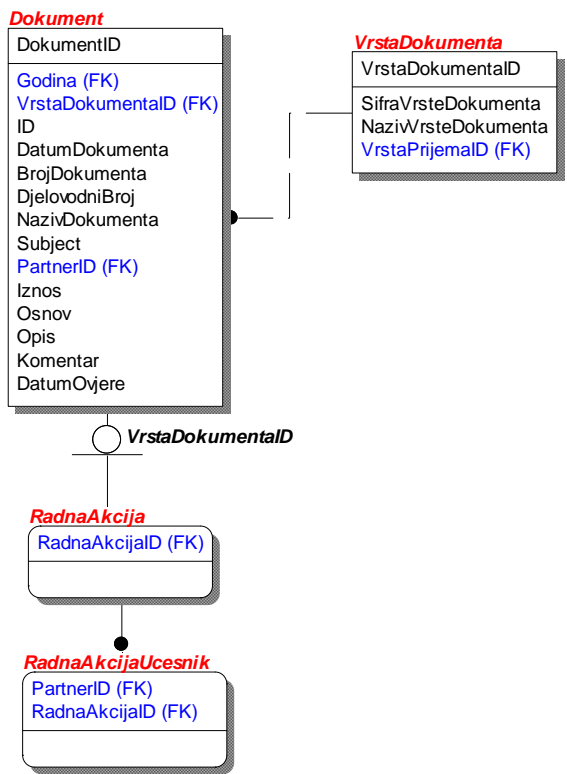 Dokument
DokumentID
Godina (FK)
VrstaDokumentaID (FK)
ID
DatumDokumenta
BrojDokumenta
DjelovodniBroj
NazivDokumenta
Subject
PartnerID (FK)
Iznos
Osnov
Opis
Komentar
DatumOvjere
VrstaDokumenta
VrstaDokumentaID
SifraVrsteDokumenta
NazivVrsteDokumenta
VrstaPrijemaID (FK)
VrstaDokumentaID
RadnaAkcija
RadnaAkcijaID (FK)
RadnaAkcijaUcesnik
PartnerID (FK)
RadnaAkcijaID (FK)